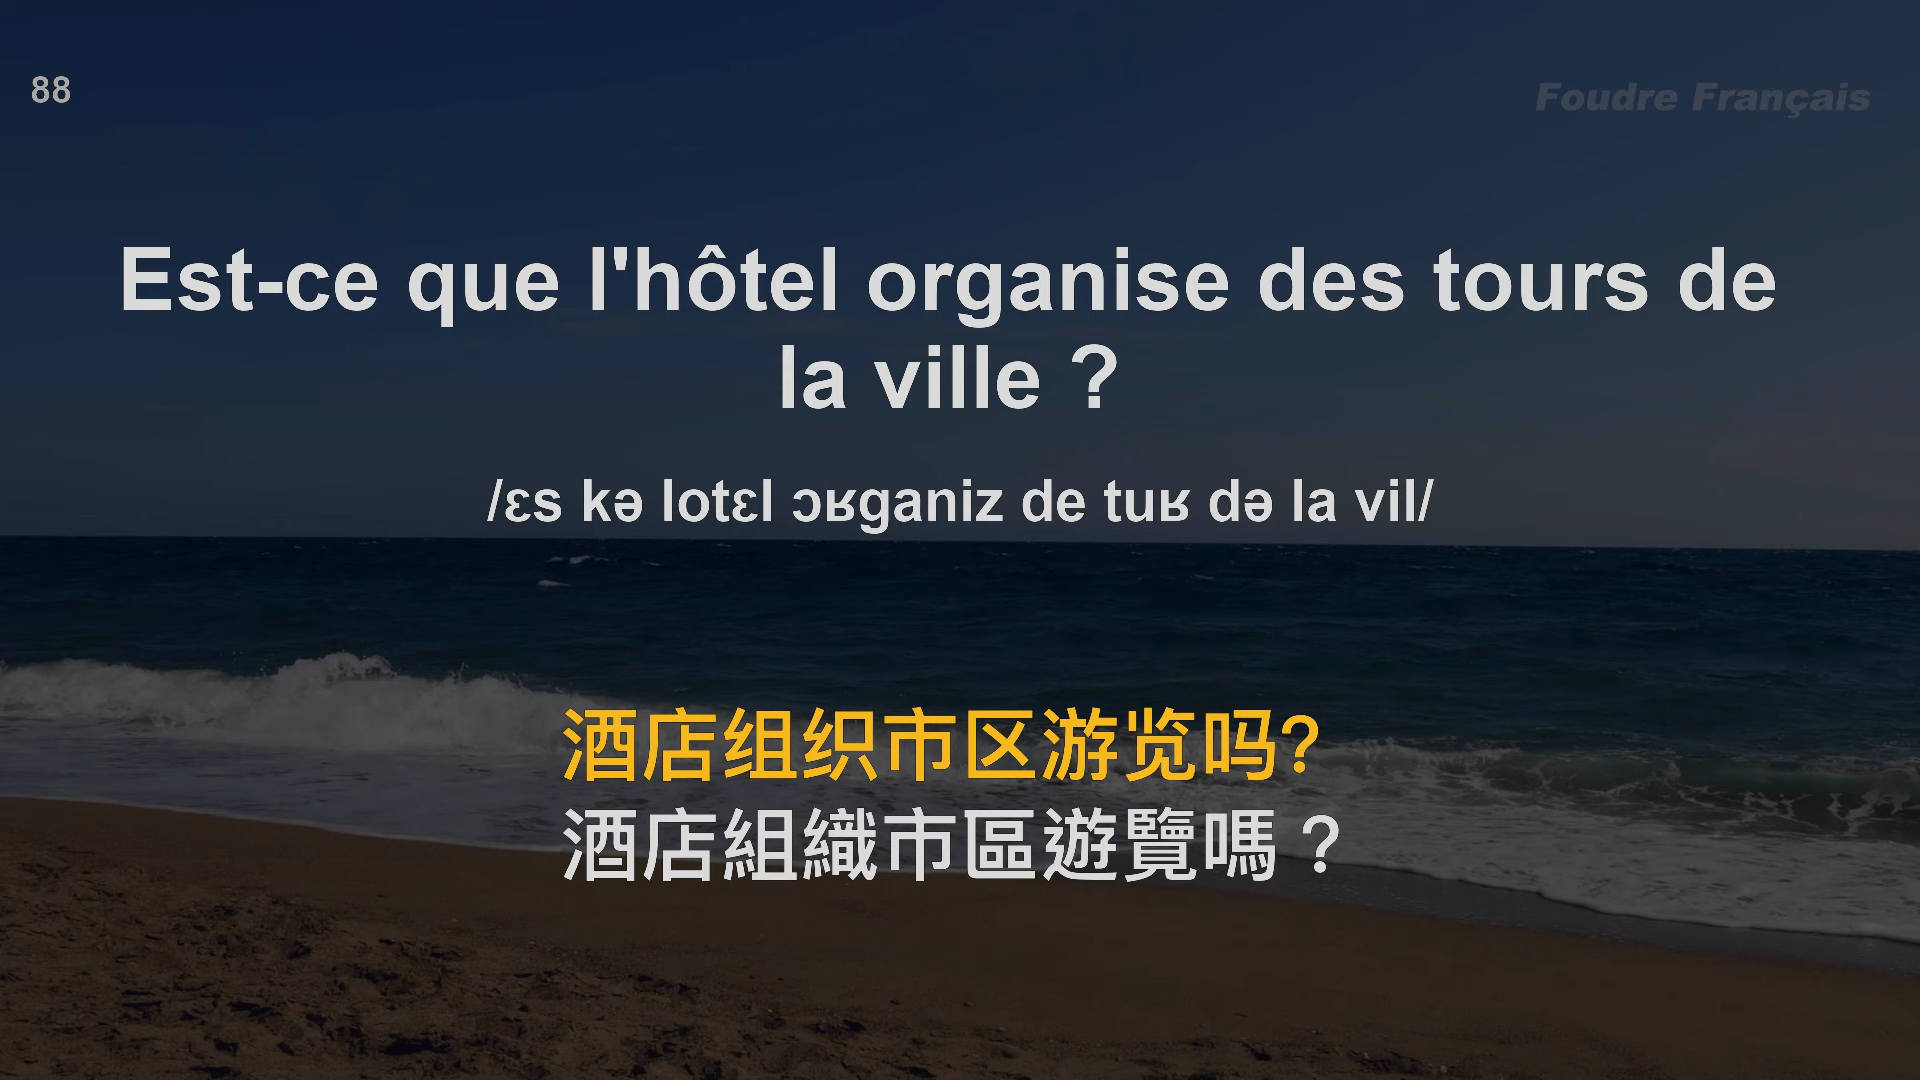 88
Foudre Français
Est-ce que l'hôtel organise des tours de
la ville ?
/ɛs kə lotɛl ɔʁganiz de tuʁ də la vil/
酒店组织市区游览吗?
酒店組織市區遊覽嗎？